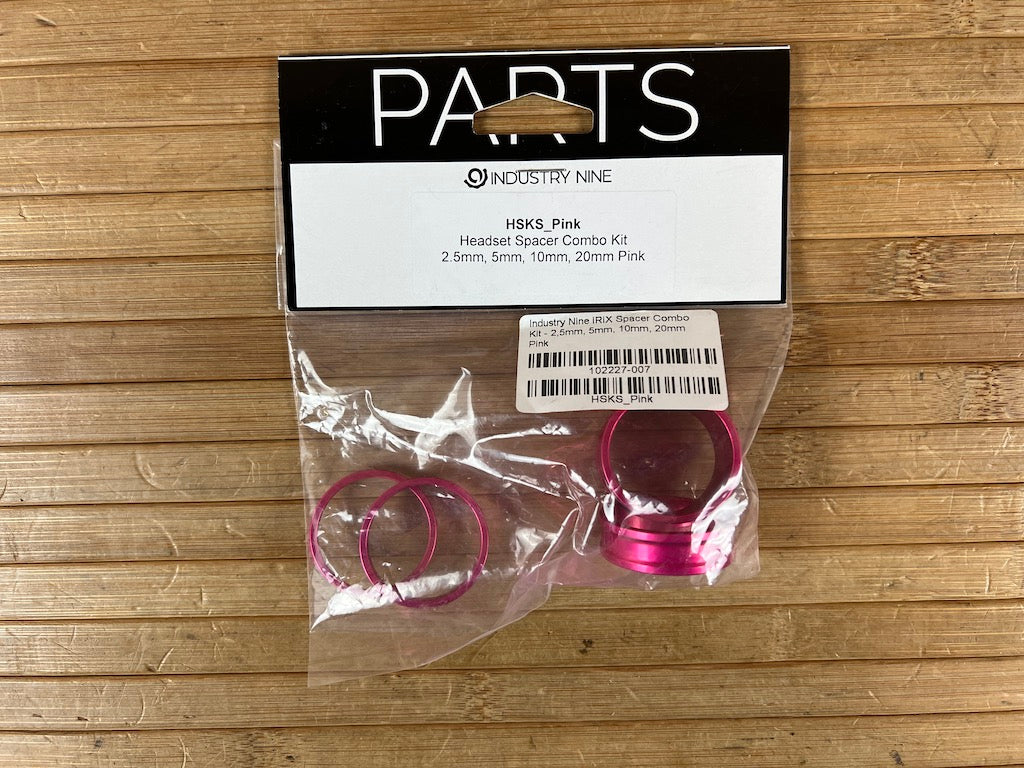 PARTS
INDUSTRY NINE
HSKS_Pink
Headset Spacer Combo Kit
2.5mm, 5mm, 10mm, 20mm Pink
Industry Nine iRiX Spacer Combo
Kit - 2.5mm, 5mm, 10mm, 20mm
Pink
102227-007
HSKS_Pink